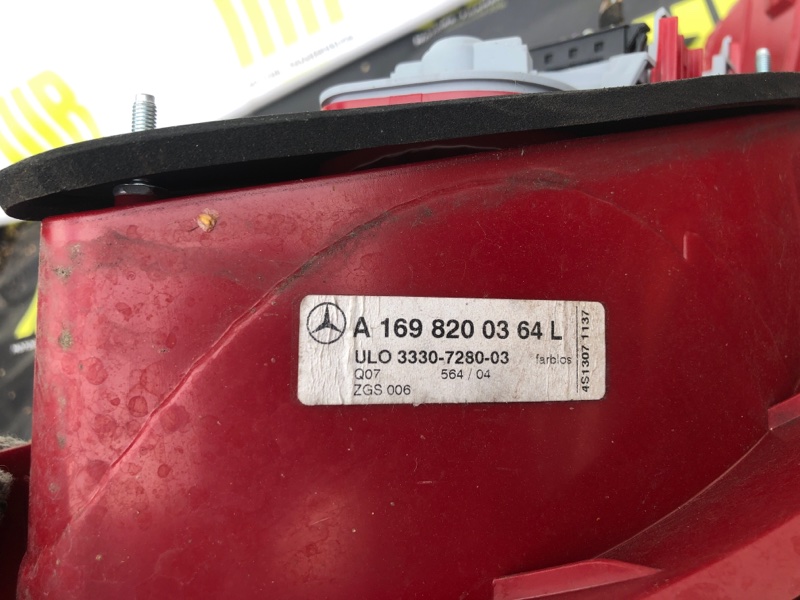 A 169 820 03 64 L
ULO 3330-7280-03 farblos
Q07 564 / 04
ZGS 006
4S1307 1137